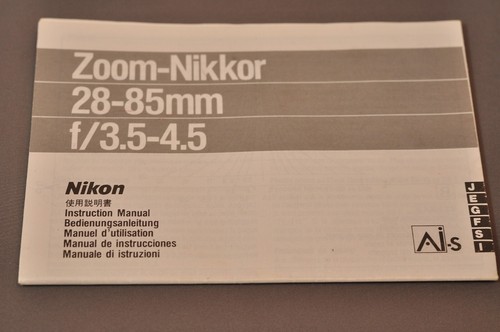 Zoom-Nikkor
28-85mm
f/3.5-4.5
Nikon
使用説明書
Instruction Manual
Bedienungsanleitung
Manuel d'utilisation
Manual de instrucciones
Manuale di istruzioni
J
E
G
F
S
I
Ai-S